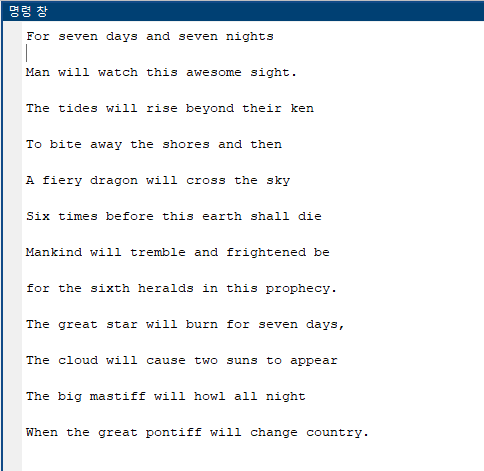 명령 창
For seven days and seven nights
Man will watch this awesome sight.
The tides will rise beyond their ken
To bite away the shores and then
A fiery dragon will cross the sky
Six times before this earth shall die
Mankind will tremble and frightened be
for the sixth heralds in this prophecy.
The great star will burn for seven days,
The cloud will cause two suns to appear
The big mastiff will howl all night
When the great pontiff will change country.